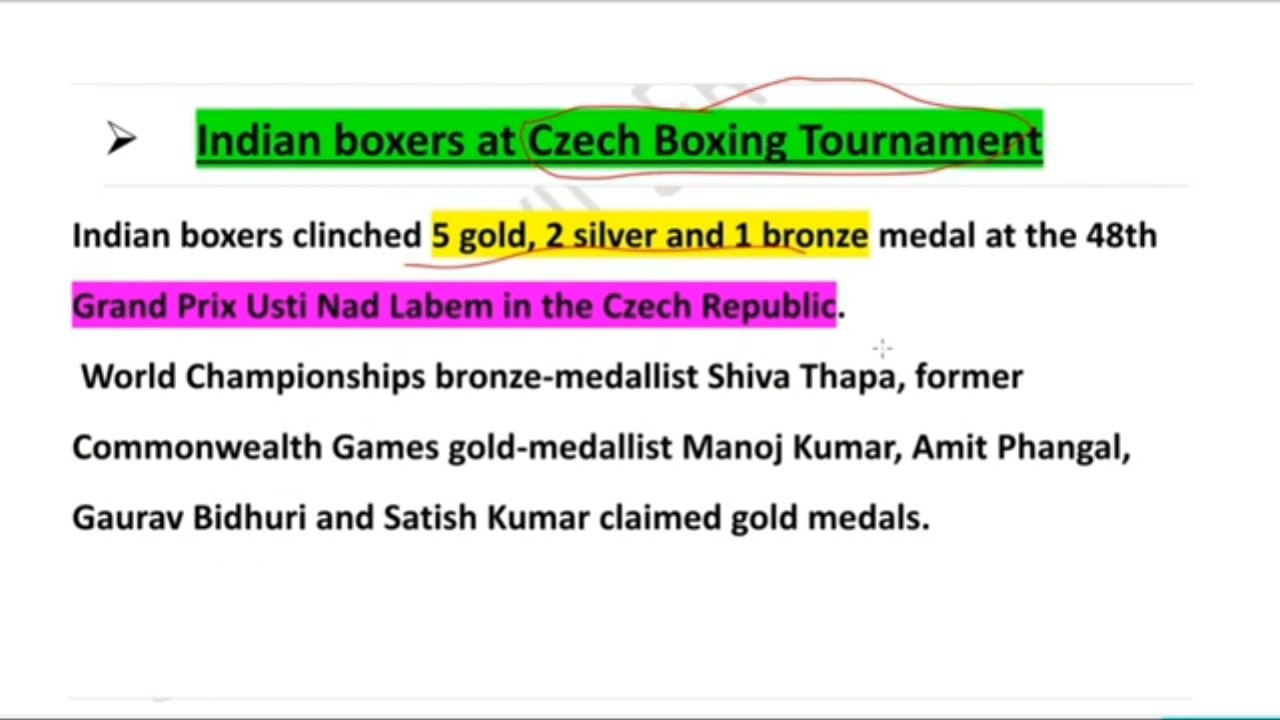 Indian boxers at Czech Boxing Tournament
Indian boxers clinched 5 gold, 2 silver and 1 bronze medal at the 48th
Grand Prix Usti Nad Labem in the Czech Republic.
World Championships bronze-medallist Shiva Thapa, former
Commonwealth Games gold-medallist Manoj Kumar, Amit Phangal,
Gaurav Bidhuri and Satish Kumar claimed gold medals.